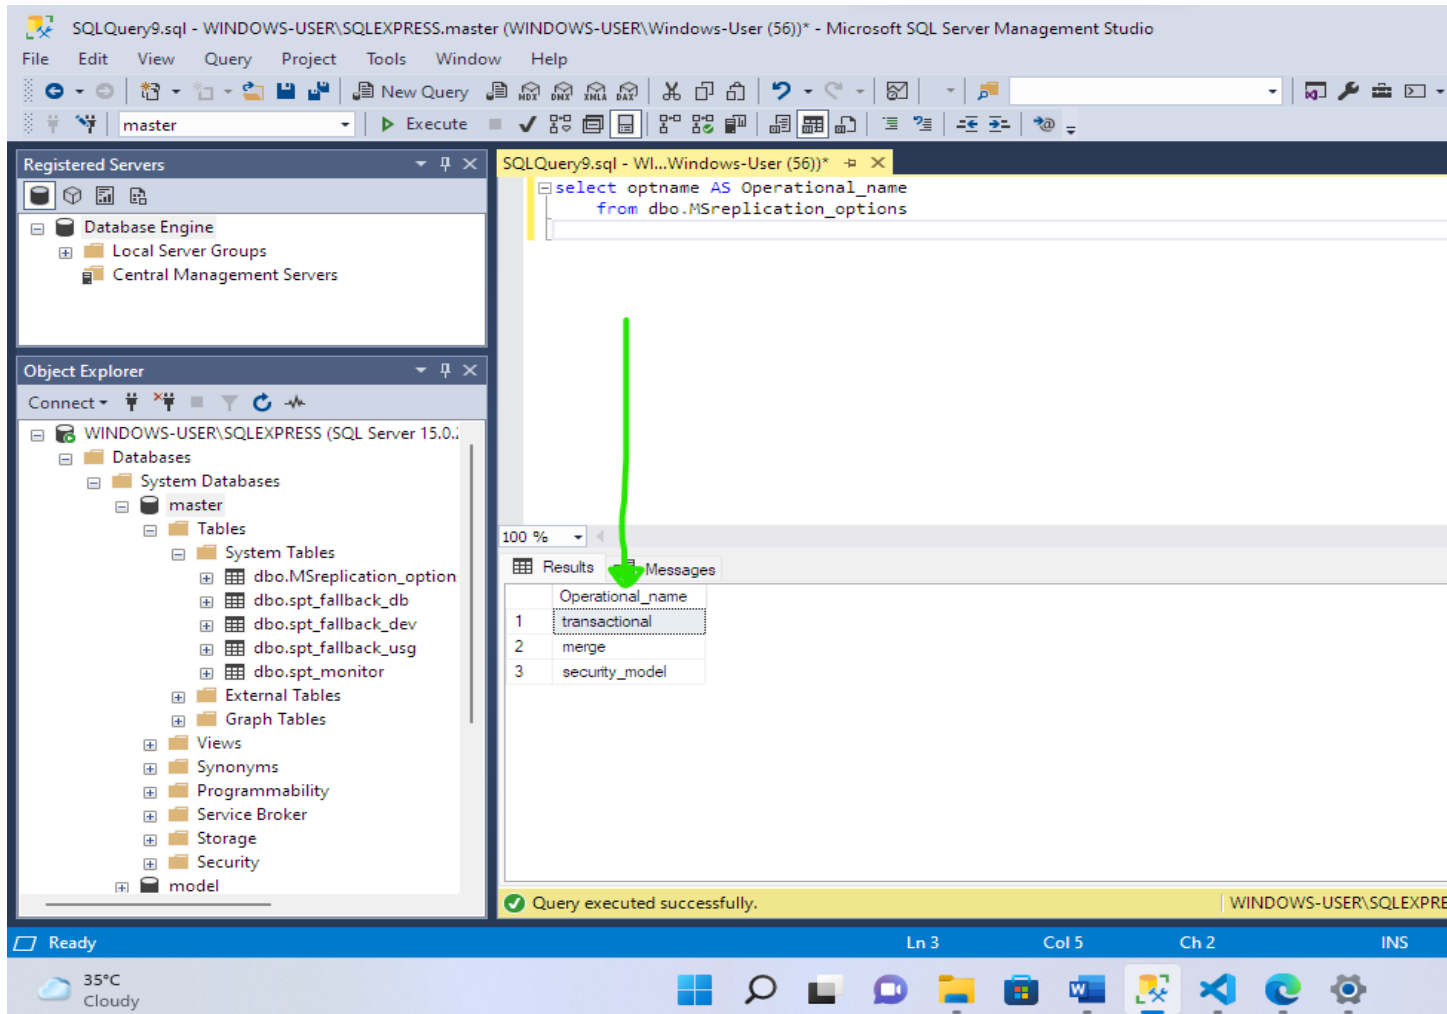 SQLQuery9.sql - WINDOWS-USER\SQLEXPRESS.master (WINDOWS-USER\Windows-User (56))* - Microsoft SQL Server Management Studio
File Edit View Query Project Tools Window Help
New Query MDX DMX XMLA DAX
master Execute
Registered Servers
Database Engine
Local Server Groups
Central Management Servers
Object Explorer
Connect
WINDOWS-USER\SQLEXPRESS (SQL Server 15.0.
Databases
System Databases
master
Tables
System Tables
dbo.MSreplication_option
dbo.spt_fallback_db
dbo.spt_fallback_dev
dbo.spt_fallback_usg
dbo.spt_monitor
External Tables
Graph Tables
Views
Synonyms
Programmability
Service Broker
Storage
Security
model
SQLQuery9.sql - WI...Windows-User (56))*
select optname AS Operational_name
from dbo.MSreplication_options
100 %
Results Messages
Operational_name
1 transactional
2 merge
3 security_model
Query executed successfully. WINDOWS-USER\SQLEXPRE
Ready Ln 3 Col 5 Ch 2 INS
35°C
Cloudy